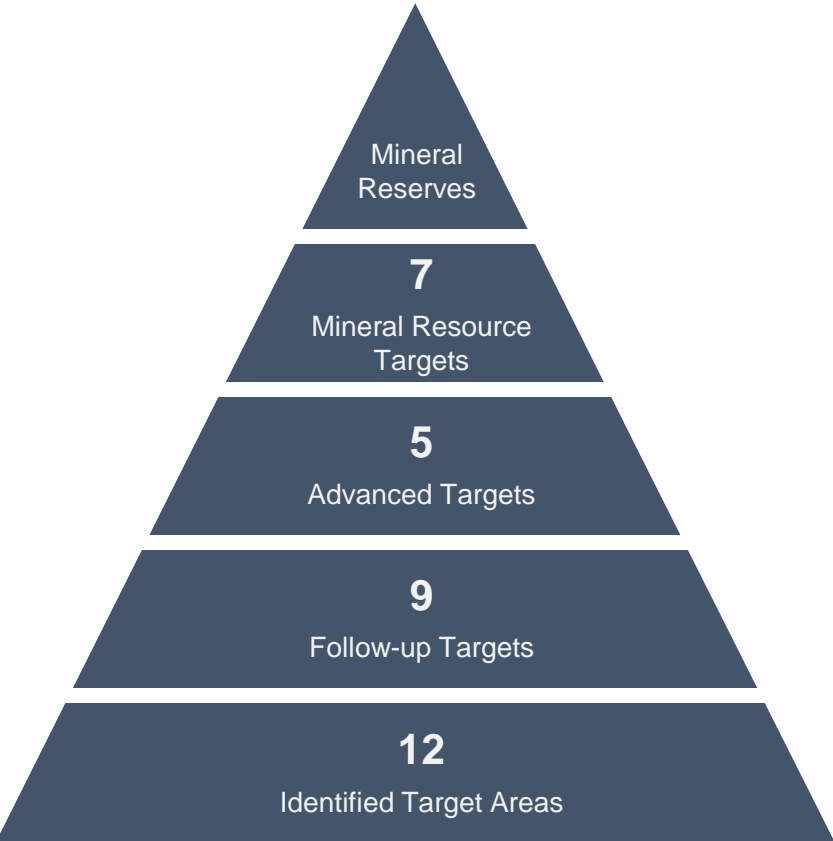 Mineral
Reserves
7
Mineral Resource
Targets
5
Advanced Targets
9
Follow-up Targets
12
Identified Target Areas